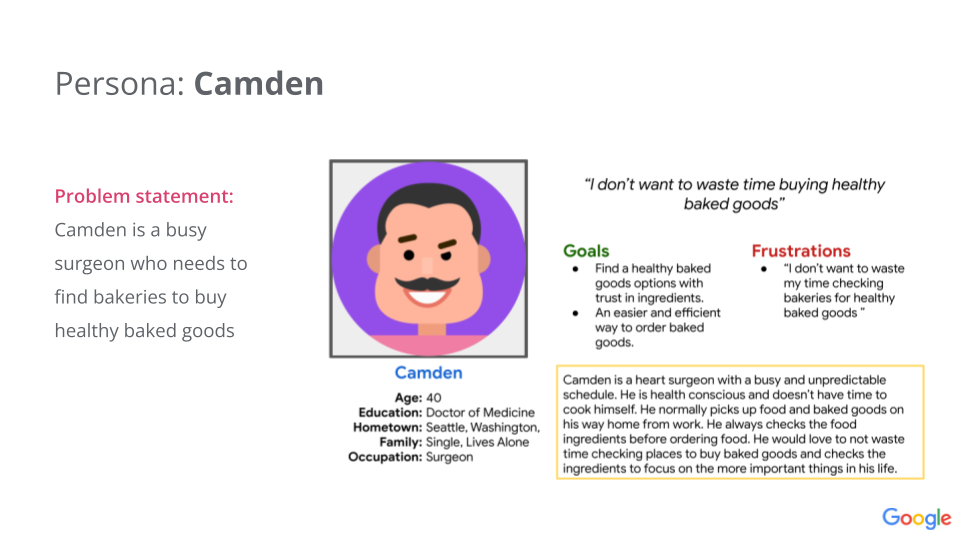 Persona: Camden
Problem statement:
Camden is a busy
surgeon who needs to
find bakeries to buy
healthy baked goods
Camden
Age: 40
Education: Doctor of Medicine
Hometown: Seattle, Washington,
Family: Single, Lives Alone
Occupation: Surgeon
“I don’t want to waste time buying healthy
baked goods”
Goals
● Find a healthy baked
goods options with
trust in ingredients.
● An easier and efficient
way to order baked
goods.
Frustrations
● “I don’t want to waste
my time checking
bakeries for healthy
baked goods ”
Camden is a heart surgeon with a busy and unpredictable
schedule. He is health conscious and doesn’t have time to
cook himself. He normally picks up food and baked goods on
his way home from work. He always checks the food
ingredients before ordering food. He would love to not waste
time checking places to buy baked goods and checks the
ingredients to focus on the more important things in his life.
Google